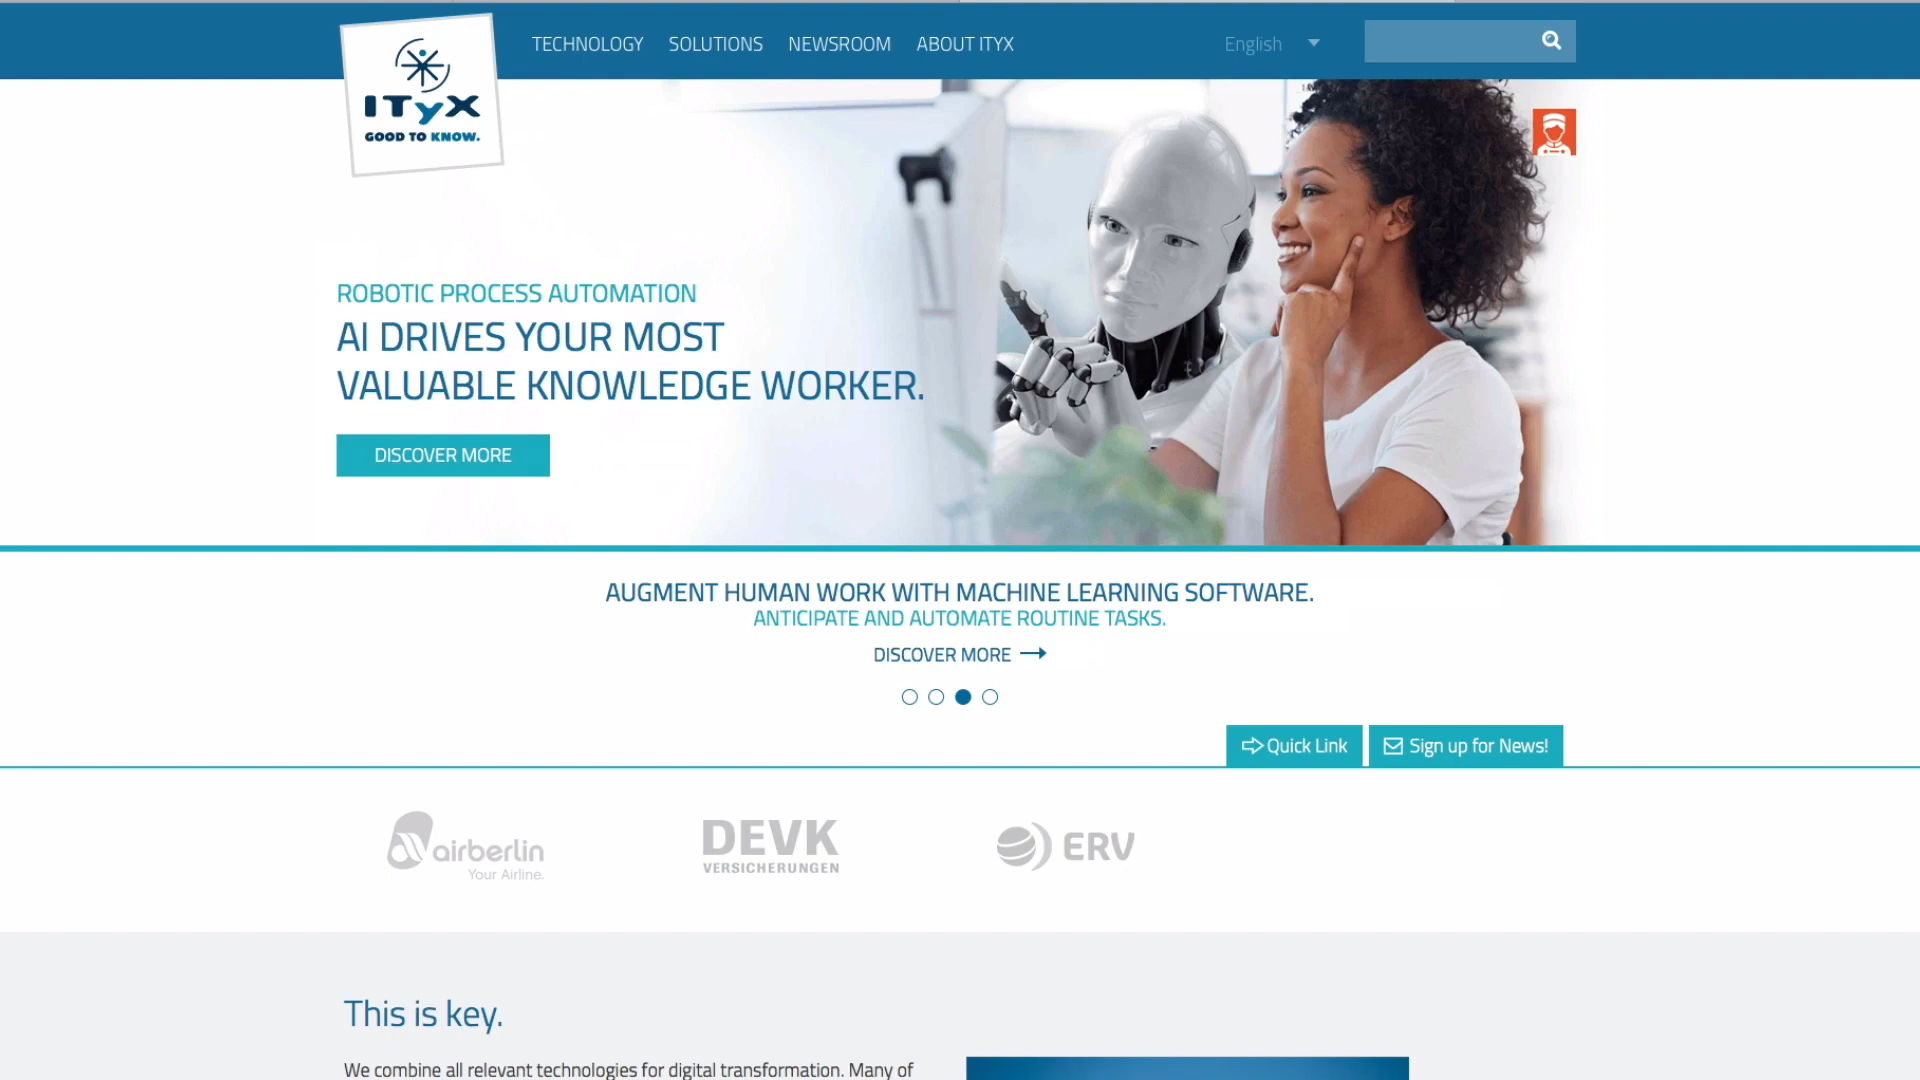 TECHNOLOGY SOLUTIONS NEWSROOM ABOUT ITYX English
ITyX
GOOD TO KNOW.
ROBOTIC PROCESS AUTOMATION
AI DRIVES YOUR MOST
VALUABLE KNOWLEDGE WORKER.
DISCOVER MORE
AUGMENT HUMAN WORK WITH MACHINE LEARNING SOFTWARE.
ANTICIPATE AND AUTOMATE ROUTINE TASKS.
DISCOVER MORE
Quick Link Sign up for News!
airberlin
Your Airline.
DEVK
VERSICHERUNGEN
ERV
This is key.
We combine all relevant technologies for digital transformation. Many of